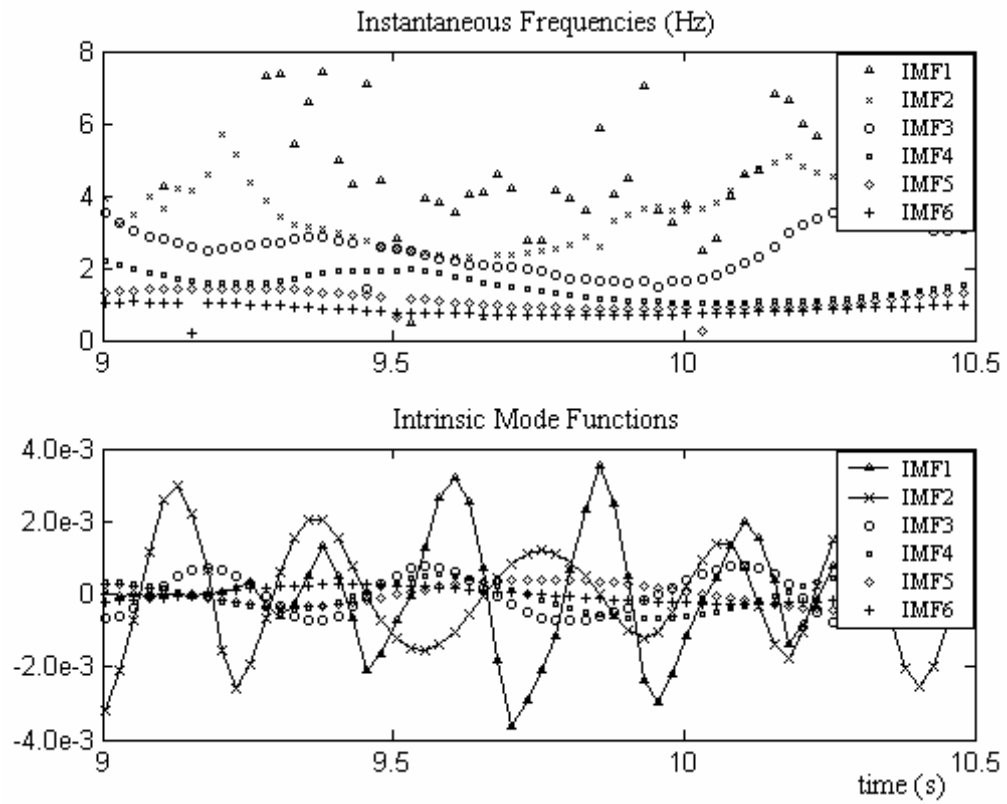 Instantaneous Frequencies (Hz)
8
6
4
2
0
IMF1
IMF2
IMF3
IMF4
IMF5
IMF6
9
9.5
10
10.5
Intrinsic Mode Functions
4.0e-3
2.0e-3
0
-2.0e-3
-4.0e-3
IMF1
IMF2
IMF3
IMF4
IMF5
IMF6
9
9.5
10
10.5
time (s)